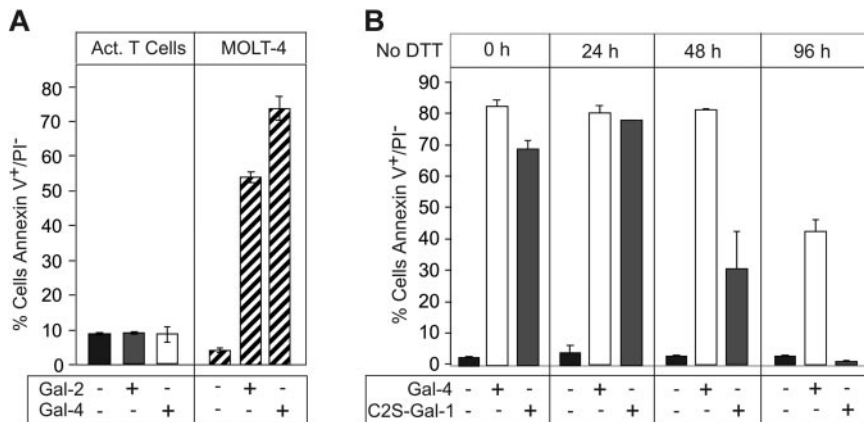 A
Act. T Cells MOLT-4
% Cells Annexin V⁺/PI⁻
80
70
60
50
40
30
20
10
0
Gal-2 - + - - + -
Gal-4 - - + - - +
B
No DTT 0 h 24 h 48 h 96 h
% Cells Annexin V⁺/PI⁻
90
80
70
60
50
40
30
20
10
0
Gal-4 - + - - + - - + - - + -
C2S-Gal-1 - - + - - + - - + - - +